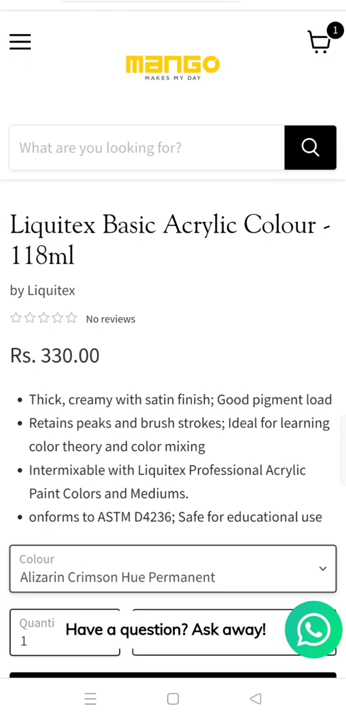 1
mango
MAKES MY DAY
What are you looking for?
Liquitex Basic Acrylic Colour -
118ml
by Liquitex
No reviews
Rs. 330.00
Thick, creamy with satin finish; Good pigment load
Retains peaks and brush strokes; Ideal for learning
color theory and color mixing
Intermixable with Liquitex Professional Acrylic
Paint Colors and Mediums.
onforms to ASTM D4236; Safe for educational use
Colour
Alizarin Crimson Hue Permanent
Quanti
Have a question? Ask away!
1